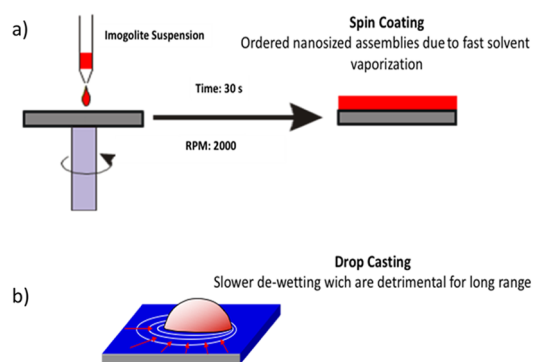 a)
Imogolite Suspension
Spin Coating
Ordered nanosized assemblies due to fast solvent
vaporization
Time: 30 s
RPM: 2000
Drop Casting
Slower de-wetting wich are detrimental for long range
b)